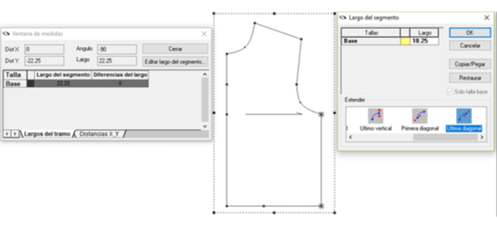 Ventana de medidas
Dist X 0 Angulo -90 Cerrar
Dist Y -22.25 Largo 22.25 Editar largo del segmento...
Talla Largo del segmento Diferencias del largo
Base 22.25 0
Largos del tramo Distancias X_Y
Largo del segmento
Tallas Largo
Base 18.25
OK
Cancelar
Copiar/Pegar
Restaurar
Solo talla base
Extender
Ultimo vertical Primera diagonal Ultima diagonal